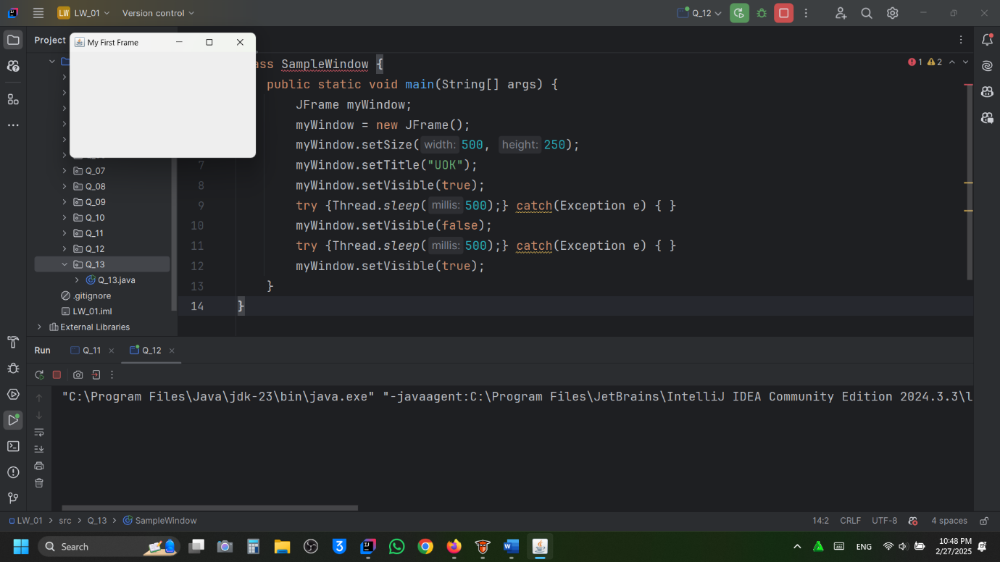 LW LW_01 Version control Q_12
Project
My First Frame
ass SampleWindow {
public static void main(String[] args) {
JFrame myWindow;
myWindow = new JFrame();
myWindow.setSize( width: 500, height: 250);
7 myWindow.setTitle("UOK");
8 myWindow.setVisible(true);
9 try {Thread.sleep( millis: 500);} catch(Exception e) { }
10 myWindow.setVisible(false);
11 try {Thread.sleep( millis: 500);} catch(Exception e) { }
12 myWindow.setVisible(true);
13 }
14 }
1 2
Q_07
Q_08
Q_09
Q_10
Q_11
Q_12
Q_13
Q_13.java
.gitignore
LW_01.iml
External Libraries
Run Q_11 Q_12
"C:\Program Files\Java\jdk-23\bin\java.exe" "-javaagent:C:\Program Files\JetBrains\IntelliJ IDEA Community Edition 2024.3.3\l
LW_01 > src > Q_13 > SampleWindow 14:2 CRLF UTF-8 4 spaces
Search ENG 10:48 PM
2/27/2025